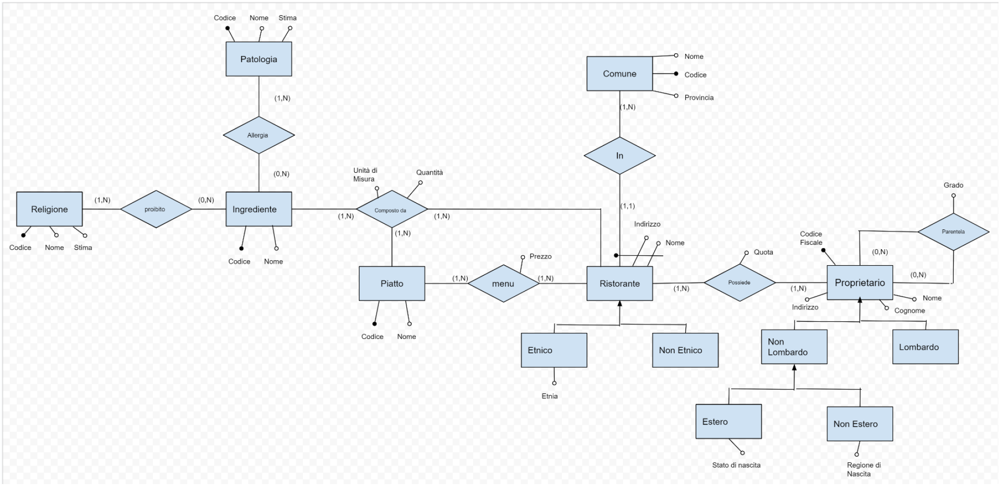 Codice
Nome
Stima
Patologia
(1,N)
Allergia
(0,N)
Nome
Comune
Codice
Provincia
(1,N)
In
(1,1)
Religione
(1,N)
proibito
(0,N)
Ingrediente
(1,N)
Unità di
Misura
Quantità
Composto da
(1,N)
(1,N)
Codice
Nome
Stima
Codice
Nome
Indirizzo
Nome
Grado
Parentela
Codice
Fiscale
(0,N)
(0,N)
Piatto
(1,N)
menu
Prezzo
(1,N)
Ristorante
(1,N)
Possiede
Quota
(1,N)
Proprietario
Indirizzo
Nome
Cognome
Codice
Nome
Etnico
Non Etnico
Non
Lombardo
Lombardo
Etnia
Estero
Non Estero
Stato di nascita
Regione di
Nascita